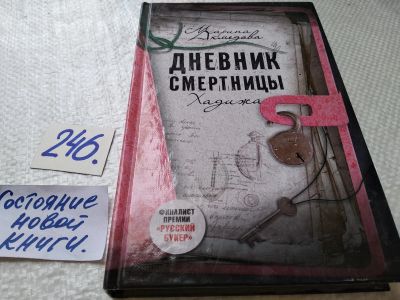 Марина
Ахмедова
ДНЕВНИК
СМЕРТНИЦЫ
Хадижа
ФИНАЛИСТ
ПРЕМИИ
«РУССКИЙ
БУКЕР»
246.
Состояние
новой
книги.